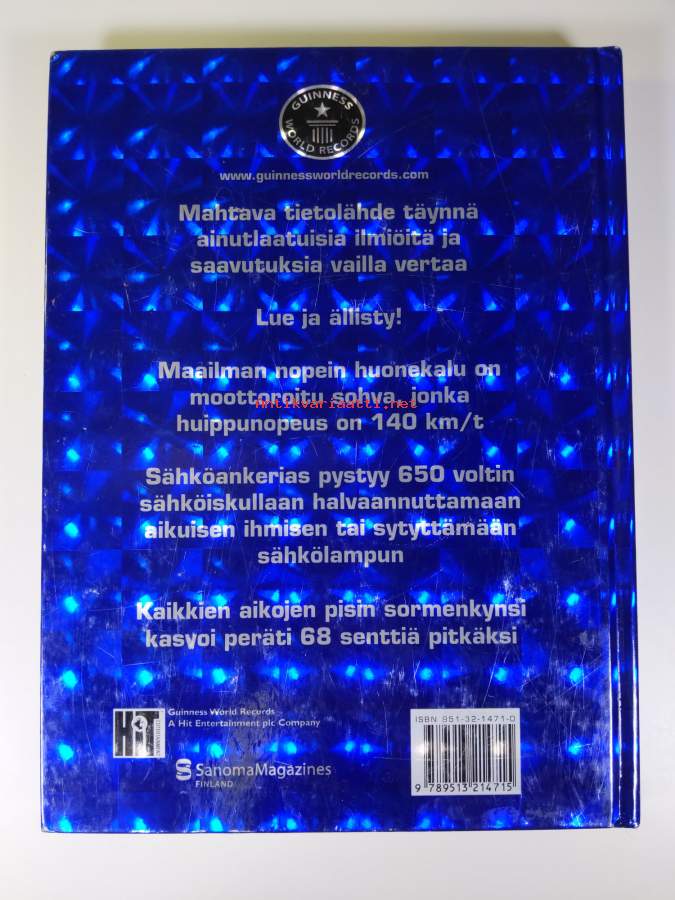 GUINNESS
WORLD RECORDS
www.guinnessworldrecords.com
Mahtava tietolähde täynnä
ainutlaatuisia ilmiöitä ja
saavutuksia vailla vertaa
Lue ja ällisty!
Maailman nopein huonekalu on
moottoroitu sohva, jonka
Antikvariaatti.net
huippunopeus on 140 km/t
Sähköankerias pystyy 650 voltin
sähköiskullaan halvaannuttamaan
aikuisen ihmisen tai sytyttämään
sähkölampun
Kaikkien aikojen pisin sormenkynsi
kasvoi peräti 68 senttiä pitkäksi
HiT
ENTERTAINMENT
Guinness World Records
A Hit Entertainment plc Company
SanomaMagazines
FINLAND
ISBN 951-32-1471-0
9 789513 214715